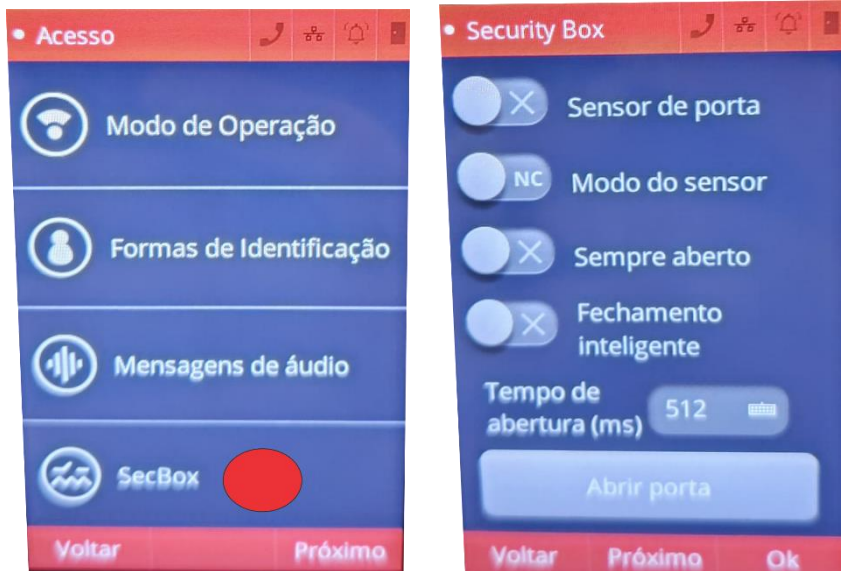 Acesso
Modo de Operação
Formas de Identificação
Mensagens de áudio
SecBox
Voltar Próximo
Security Box
Sensor de porta
NC Modo do sensor
Sempre aberto
Fechamento
inteligente
Tempo de
abertura (ms) 512
Abrir porta
Voltar Próximo Ok